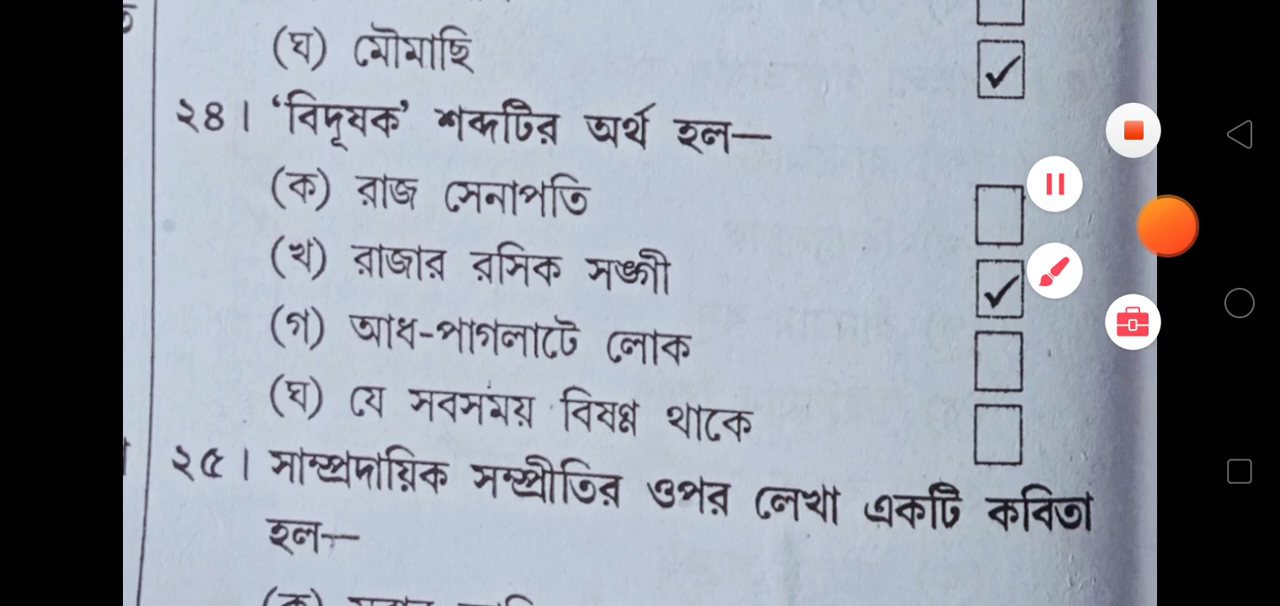 (ঘ) মৌমাছি
২৪। ‘বিদূষক’ শব্দটির অর্থ হল—
(ক) রাজ সেনাপতি
(খ) রাজার রসিক সঙ্গী
(গ) আধ-পাগলাটে লোক
(ঘ) যে সবসময় বিষণ্ণ থাকে
২৫। সাম্প্রদায়িক সম্প্রীতির ওপর লেখা একটি কবিতা
হল—
(ক)